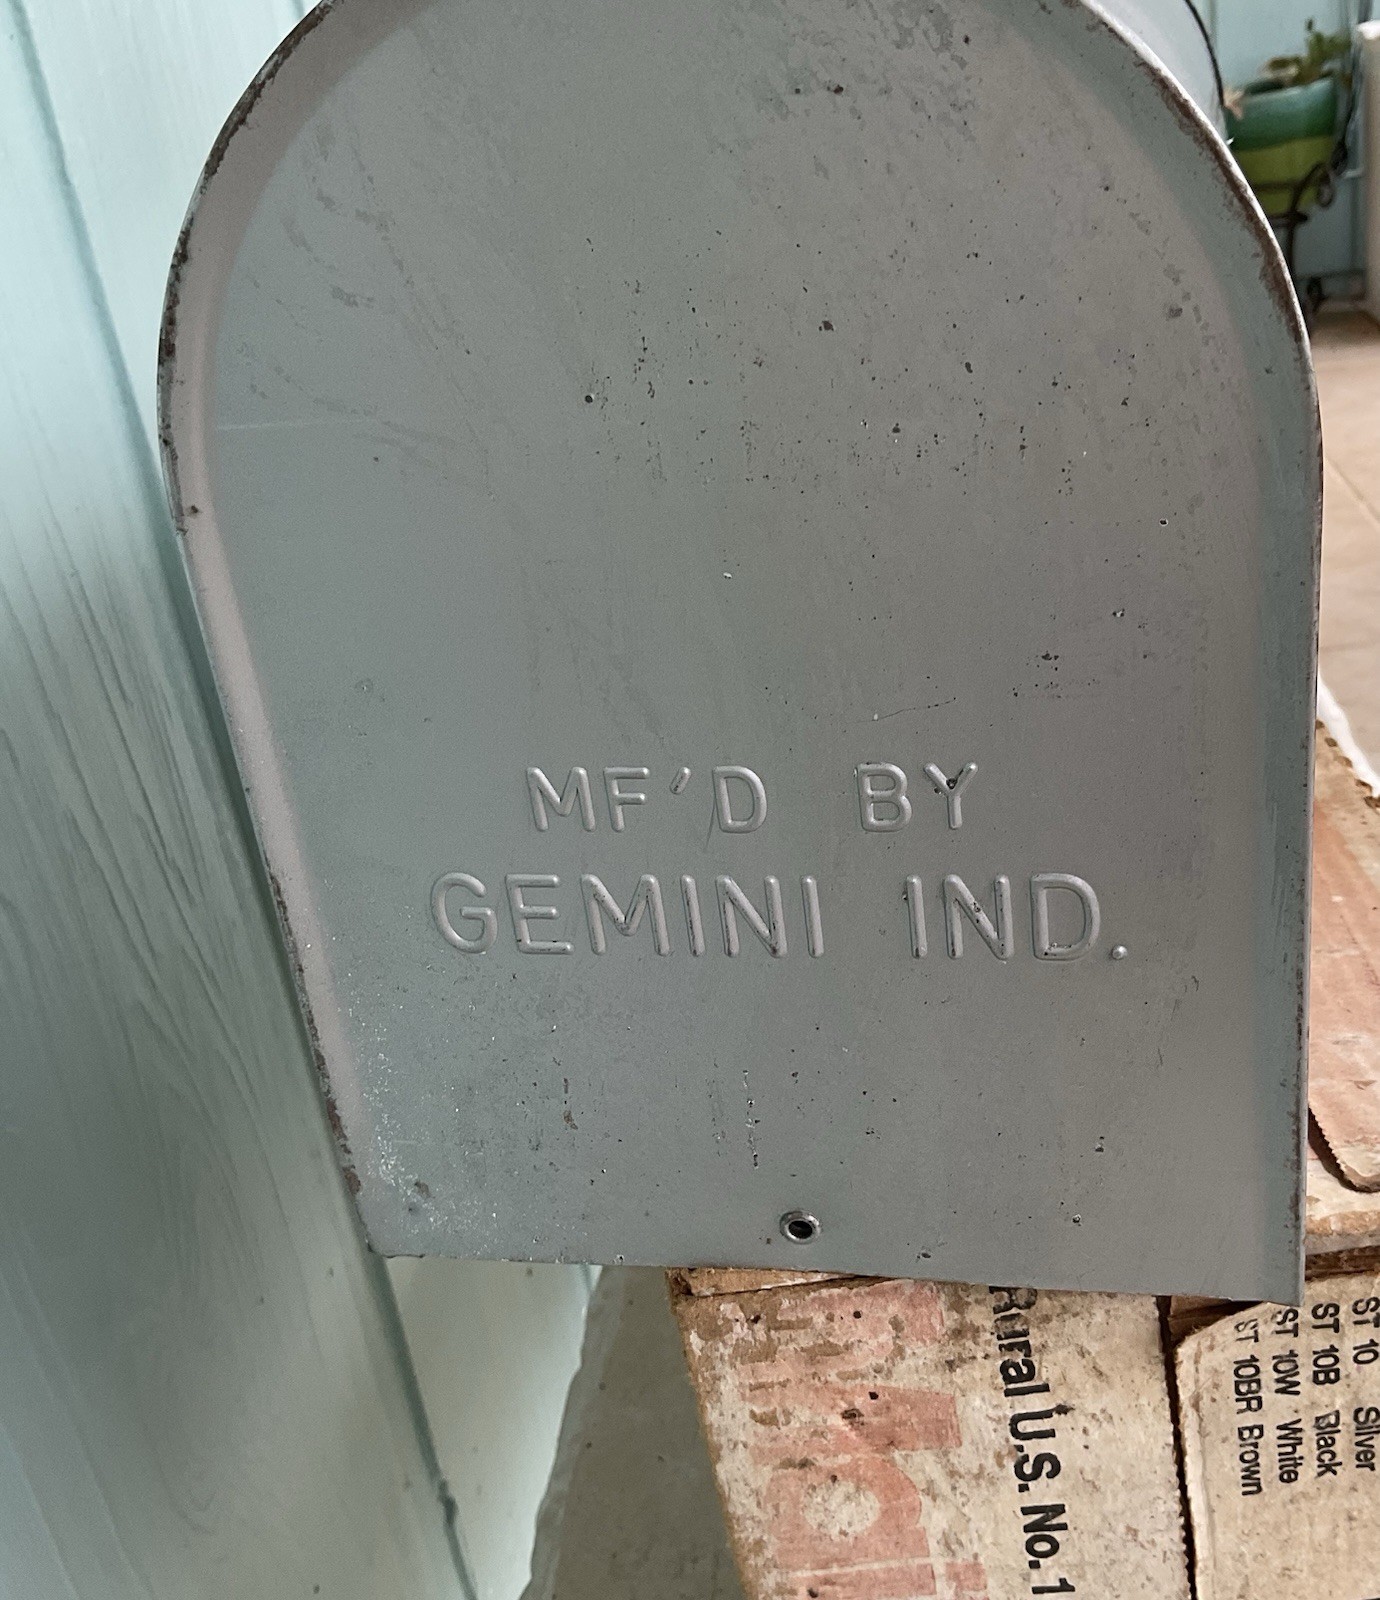 MF'D BY
GEMINI IND.
Rural U.S. No. 1
ST 10 Silver
ST 10B Black
ST 10W White
ST 10BR Brown